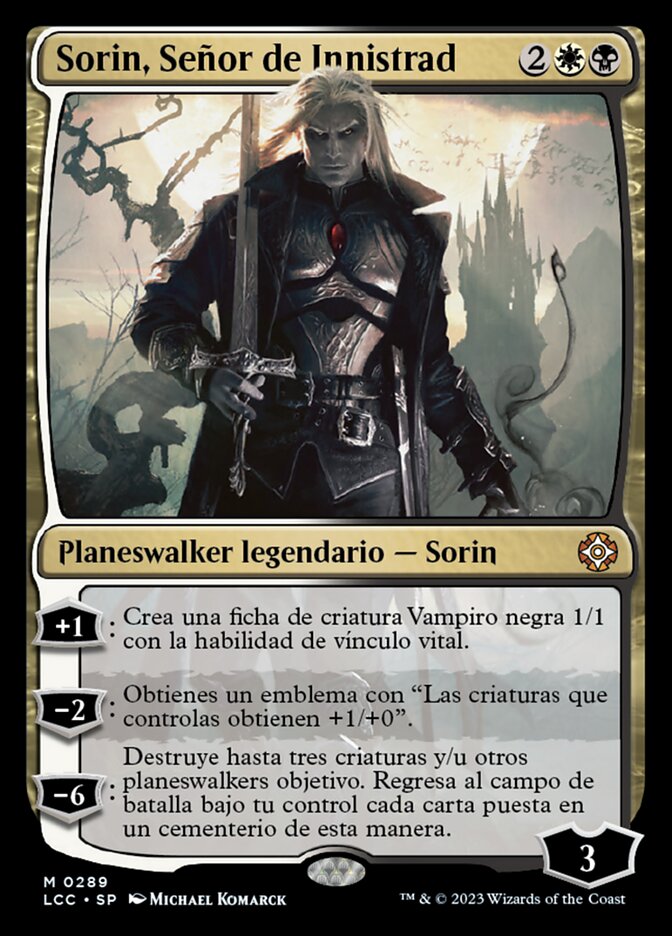 Sorin, Señor de Innistrad 2
Planeswalker legendario — Sorin
+1 : Crea una ficha de criatura Vampiro negra 1/1
con la habilidad de vínculo vital.
-2 : Obtienes un emblema con “Las criaturas que
controlas obtienen +1/+0”.
-6 : Destruye hasta tres criaturas y/u otros
planeswalkers objetivo. Regresa al campo de
batalla bajo tu control cada carta puesta en
un cementerio de esta manera.
3
M 0289
LCC • SP Michael Komarck
™ & © 2023 Wizards of the Coast